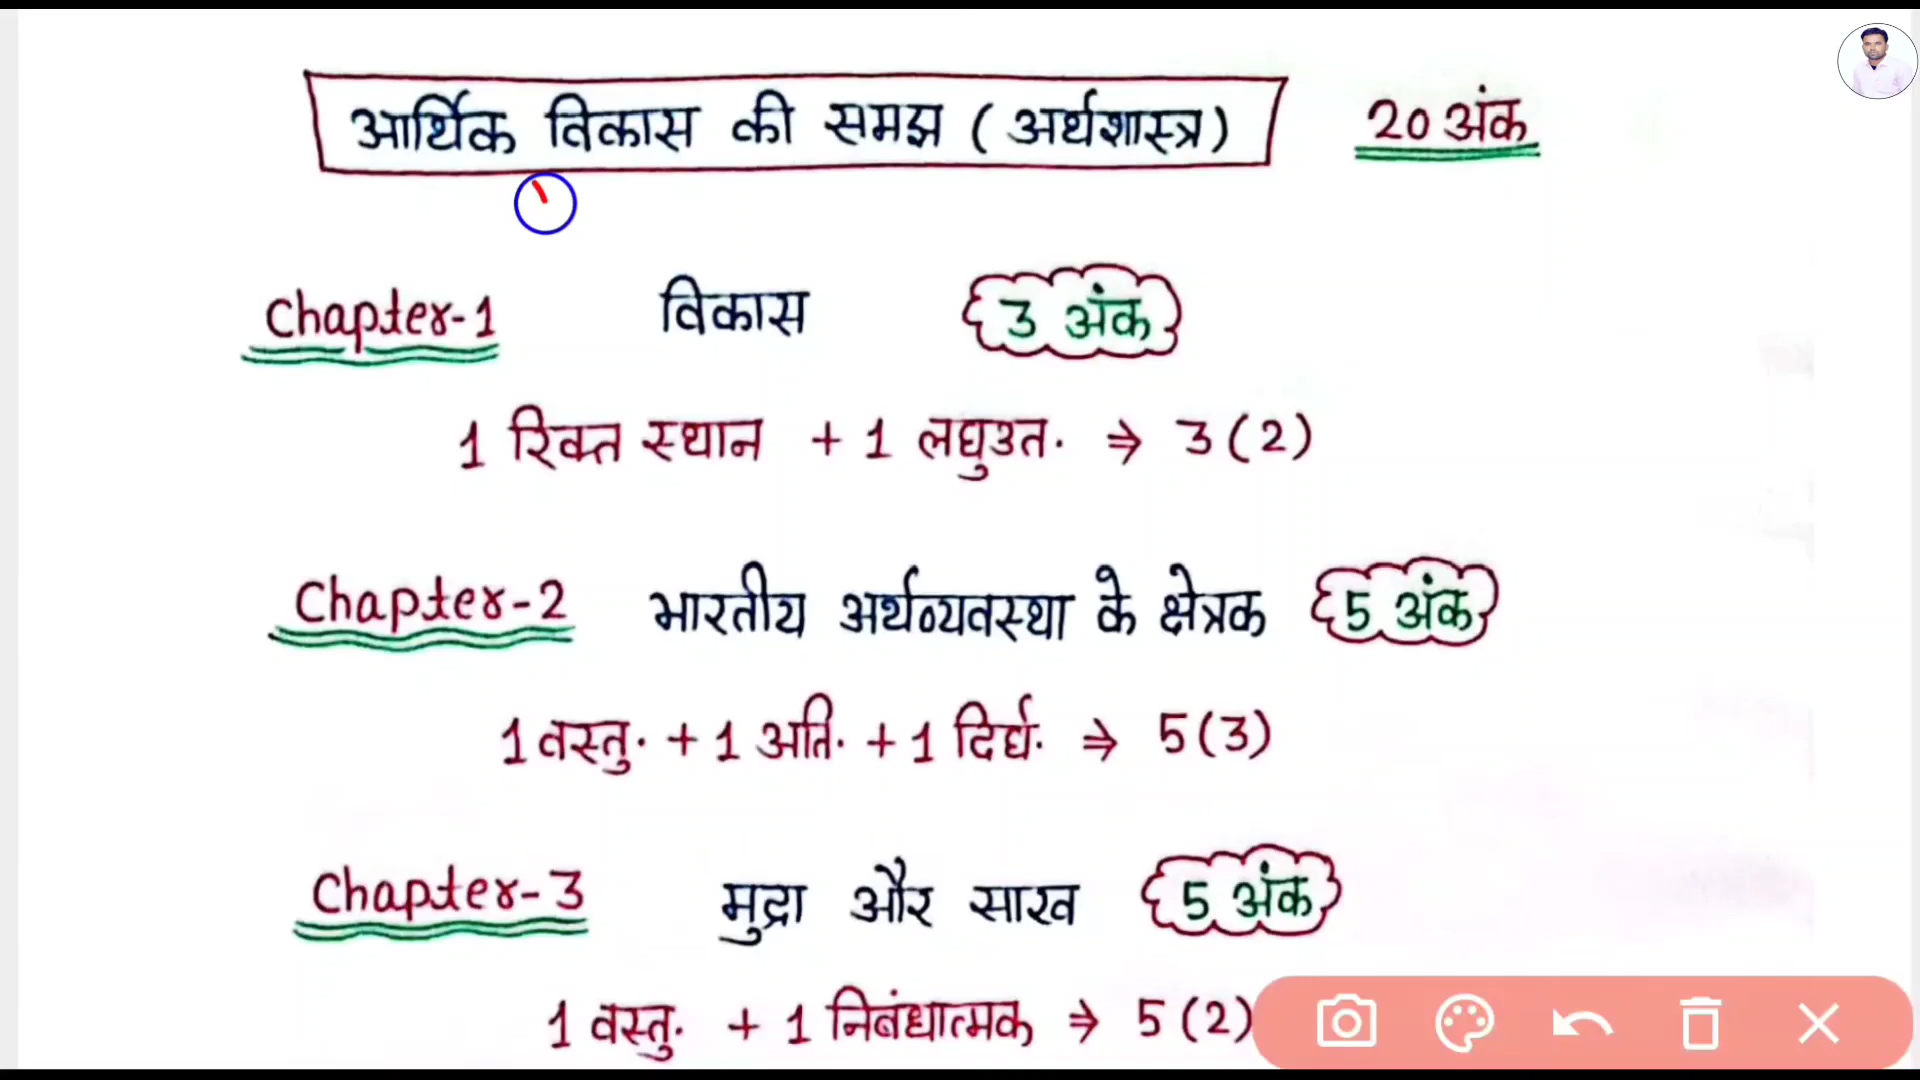 आर्थिक विकास की समझ (अर्थशास्त्र) 20 अंक
Chapter-1 विकास 3 अंक
1 रिक्त स्थान + 1 लघुउत. ⇒ 3(2)
Chapter-2 भारतीय अर्थव्यवस्था के क्षेत्रक 5 अंक
1 वस्तु. + 1 अति. + 1 दिर्घ. ⇒ 5(3)
Chapter-3 मुद्रा और साख 5 अंक
1 वस्तु. + 1 निबंधात्मक ⇒ 5(2)